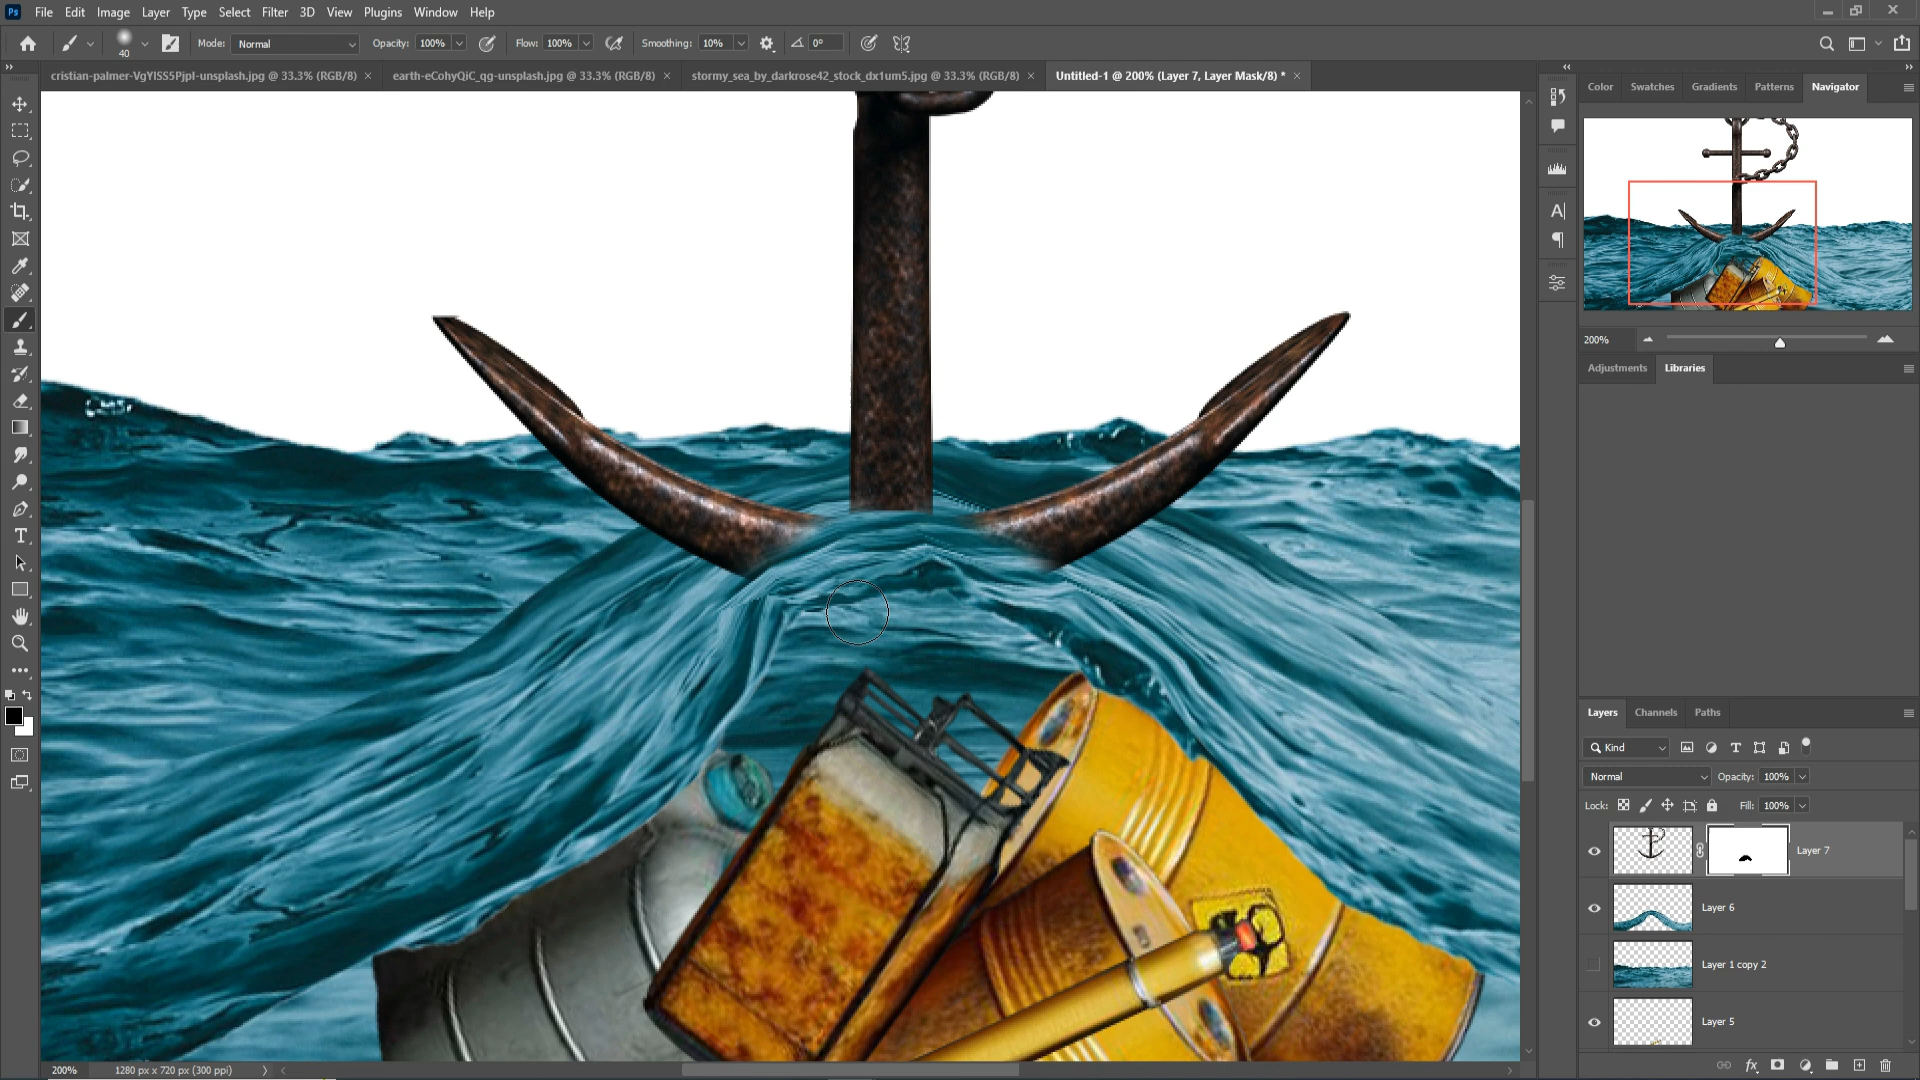 Ps File Edit Image Layer Type Select Filter 3D View Plugins Window Help
40 Mode: Normal Opacity: 100% Flow: 100% Smoothing: 10% 0°
cristian-palmer-VgYlSS5PjpI-unsplash.jpg @ 33.3% (RGB/8) × earth-eCohyQiC_qg-unsplash.jpg @ 33.3% (RGB/8) × stormy_sea_by_darkrose42_stock_dx1um5.jpg @ 33.3% (RGB/8) × Untitled-1 @ 200% (Layer 7, Layer Mask/8) * ×
Color Swatches Gradients Patterns Navigator
200%
Adjustments Libraries
Layers Channels Paths
Kind
Normal Opacity: 100%
Lock: Fill: 100%
Layer 7
Layer 6
Layer 1 copy 2
Layer 5
200% 1280 px x 720 px (300 ppi)